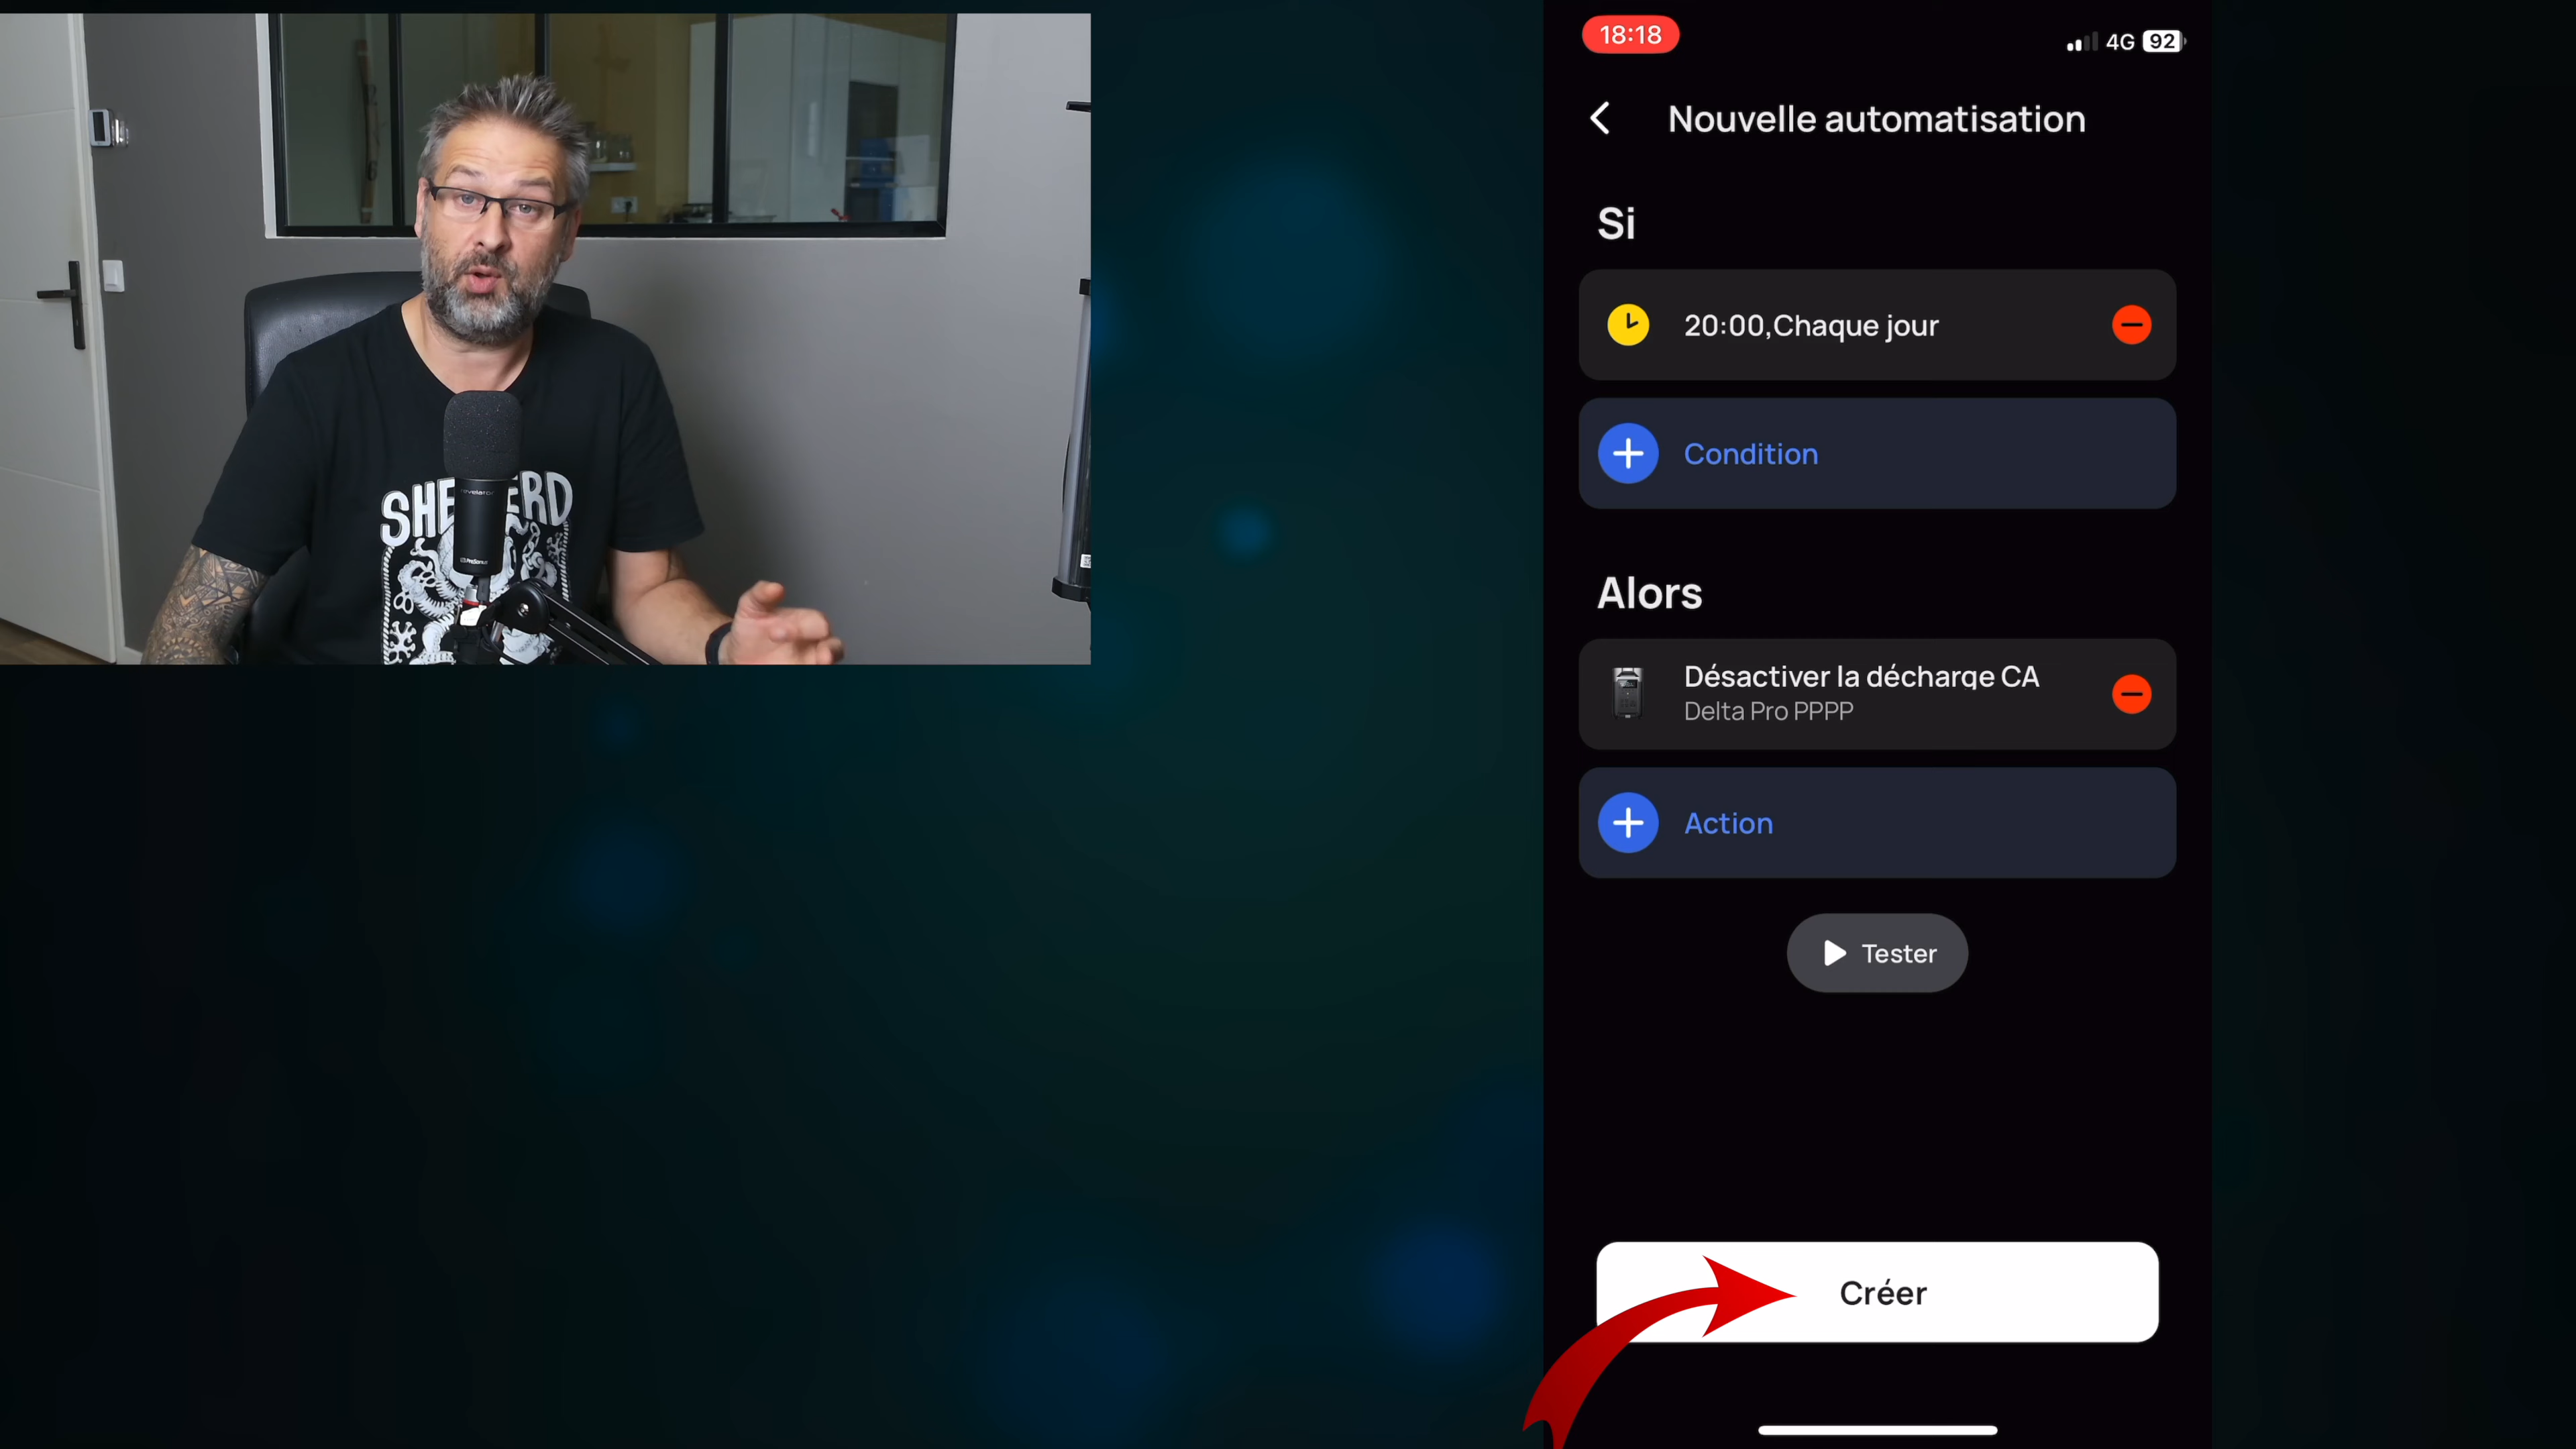 18:18
4G 92
Nouvelle automatisation
Si
20:00,Chaque jour
Condition
Alors
Désactiver la décharge CA
Delta Pro PPPP
Action
Tester
Créer
PreSonus